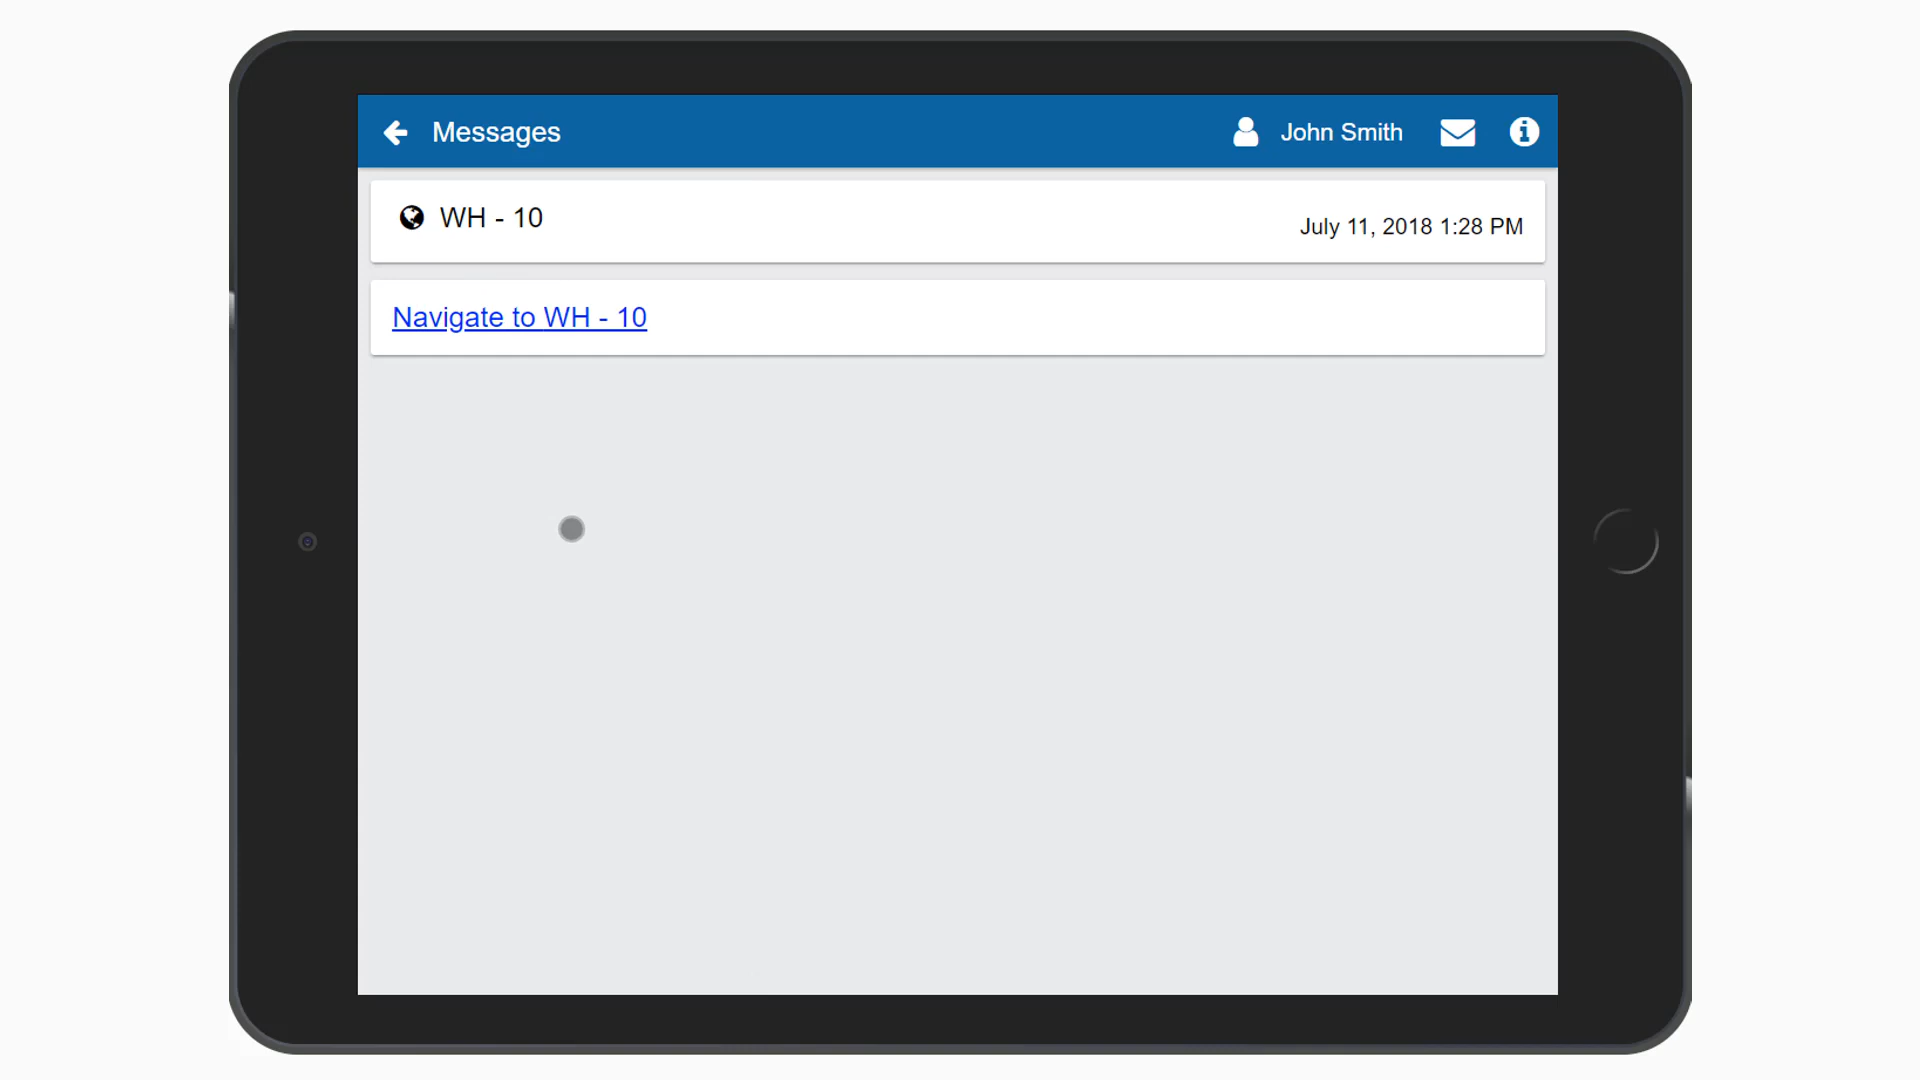 Messages
John Smith
WH - 10
July 11, 2018 1:28 PM
Navigate to WH - 10